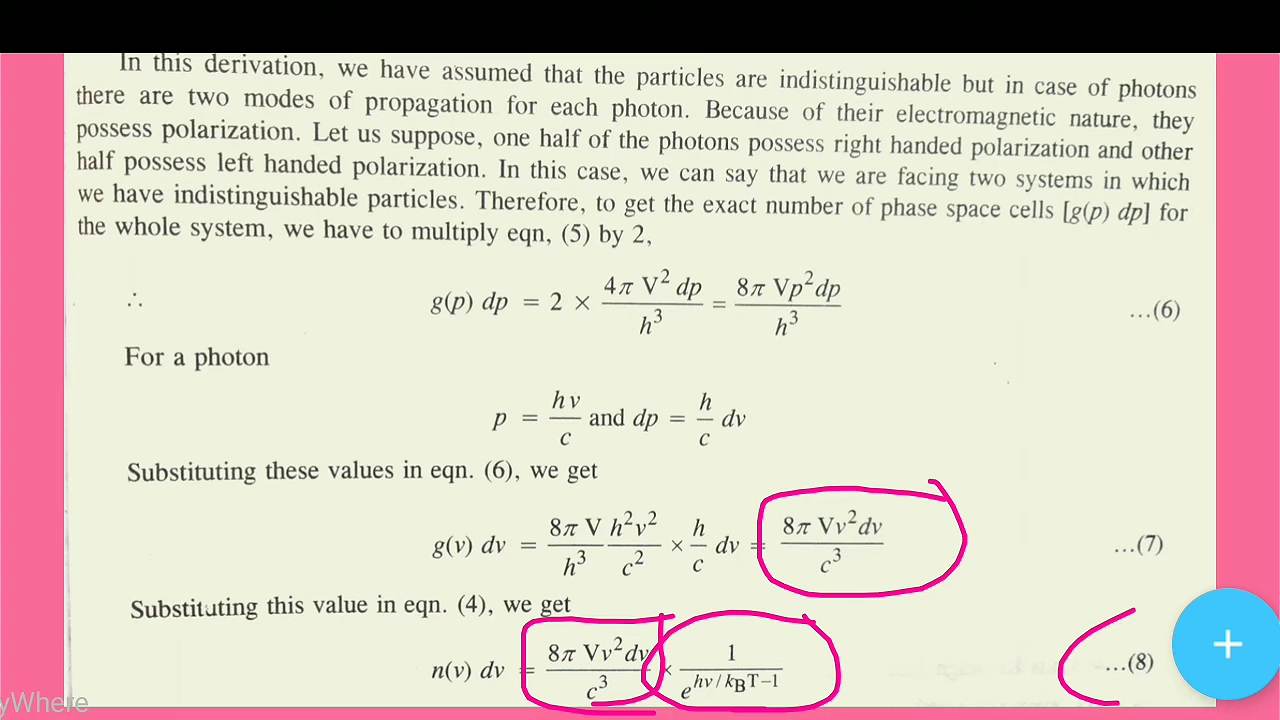 In this derivation, we have assumed that the particles are indistinguishable but in case of photons
there are two modes of propagation for each photon. Because of their electromagnetic nature, they
possess polarization. Let us suppose, one half of the photons possess right handed polarization and other
half possess left handed polarization. In this case, we can say that we are facing two systems in which
we have indistinguishable particles. Therefore, to get the exact number of phase space cells [g(p) dp] for
the whole system, we have to multiply eqn, (5) by 2,
∴ g(p) dp = 2 × 4π V² dp / h³ = 8π Vp² dp / h³ ...(6)
For a photon
p = hν / c and dp = h / c dν
Substituting these values in eqn. (6), we get
g(ν) dν = 8π V / h³ h²ν² / c² × h / c dν = 8π Vν² dν / c³ ...(7)
Substituting this value in eqn. (4), we get
n(ν) dν = 8π Vν² dν / c³ × 1 / e^hν / k_BT–1 ...(8)
yWhere